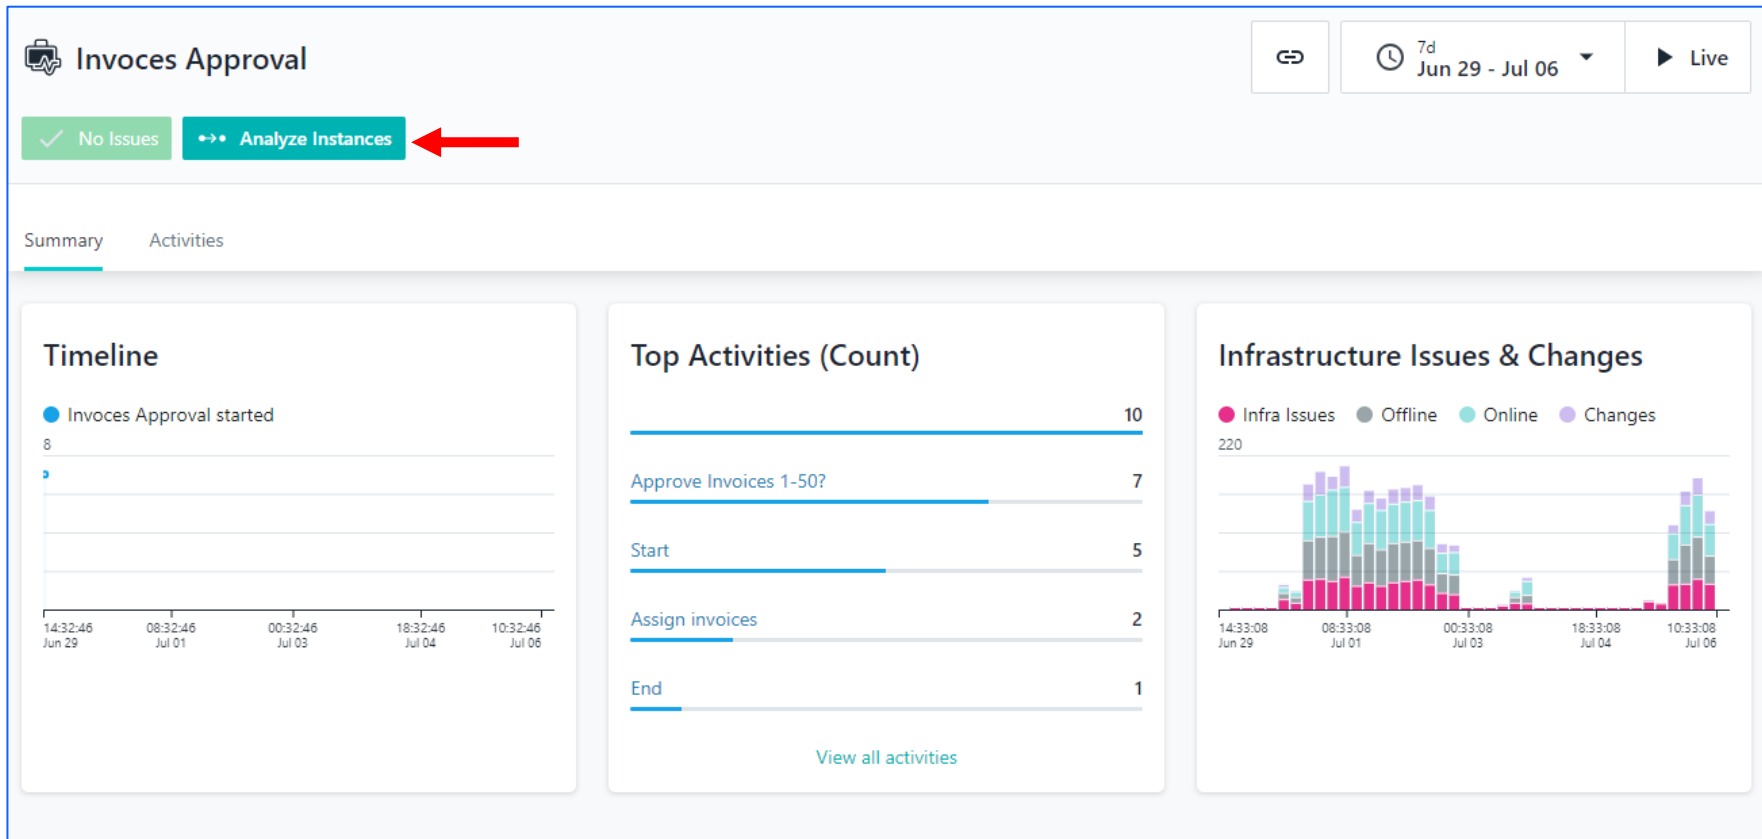 Invoces Approval
7d
Jun 29 - Jul 06
Live
No Issues
Analyze Instances
Summary
Activities
Timeline
Invoces Approval started
8
14:32:46
Jun 29
08:32:46
Jul 01
00:32:46
Jul 03
18:32:46
Jul 04
10:32:46
Jul 06
Top Activities (Count)
10
Approve Invoices 1-50? 7
Start 5
Assign invoices 2
End 1
View all activities
Infrastructure Issues & Changes
Infra Issues Offline Online Changes
220
14:33:08
Jun 29
08:33:08
Jul 01
00:33:08
Jul 03
18:33:08
Jul 04
10:33:08
Jul 06